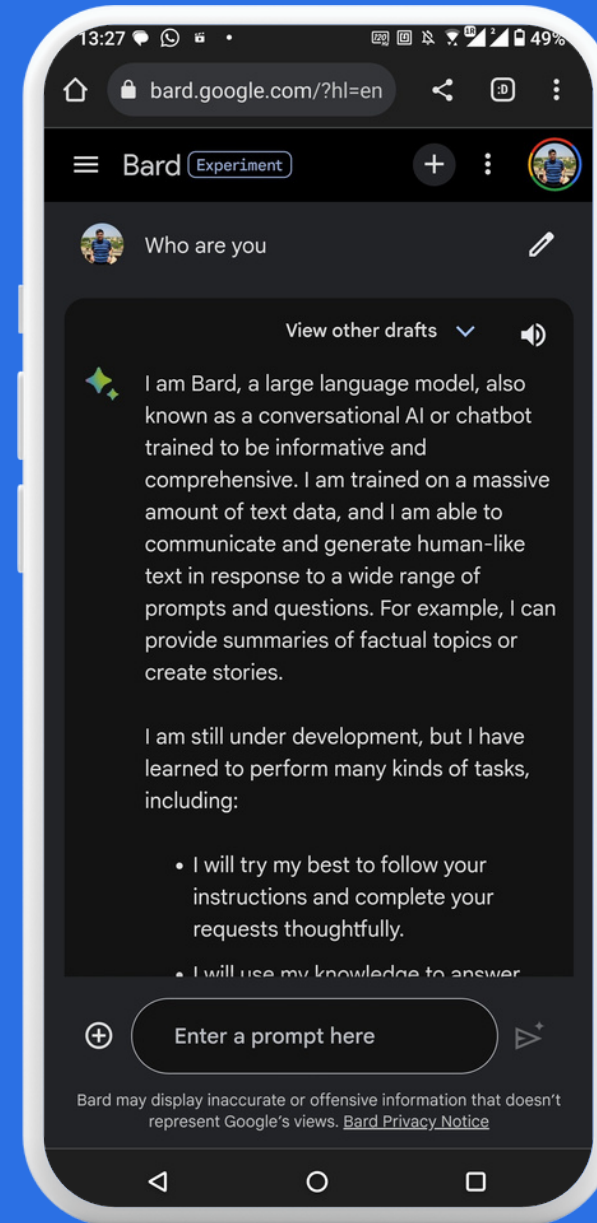 13:27
49%
bard.google.com/?hl=en
:D
Bard Experiment
Who are you
View other drafts
I am Bard, a large language model, also
known as a conversational AI or chatbot
trained to be informative and
comprehensive. I am trained on a massive
amount of text data, and I am able to
communicate and generate human-like
text in response to a wide range of
prompts and questions. For example, I can
provide summaries of factual topics or
create stories.
I am still under development, but I have
learned to perform many kinds of tasks,
including:
• I will try my best to follow your
instructions and complete your
requests thoughtfully.
• I will use my knowledge to answer
Enter a prompt here
Bard may display inaccurate or offensive information that doesn't
represent Google's views. Bard Privacy Notice